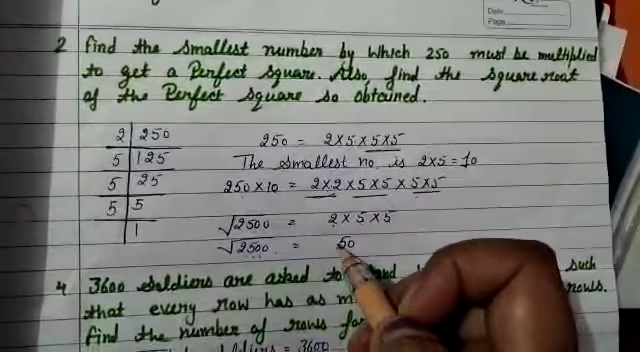 Date
Page
2 find the smallest number by which 250 must be multiplied
to get a Perfect square. Also, find the square root
of the Perfect square so obtained.
2 | 250
5 | 125
5 | 25
5 | 5
1
250 = 2×5×5×5
The smallest no. is 2×5=10
250×10 = 2×2×5×5×5×5
√2500 = 2×5×5
√2500 = 50
4 3600 soldiers are asked to such
that every row has as rows.
find the number of rows
= 3600